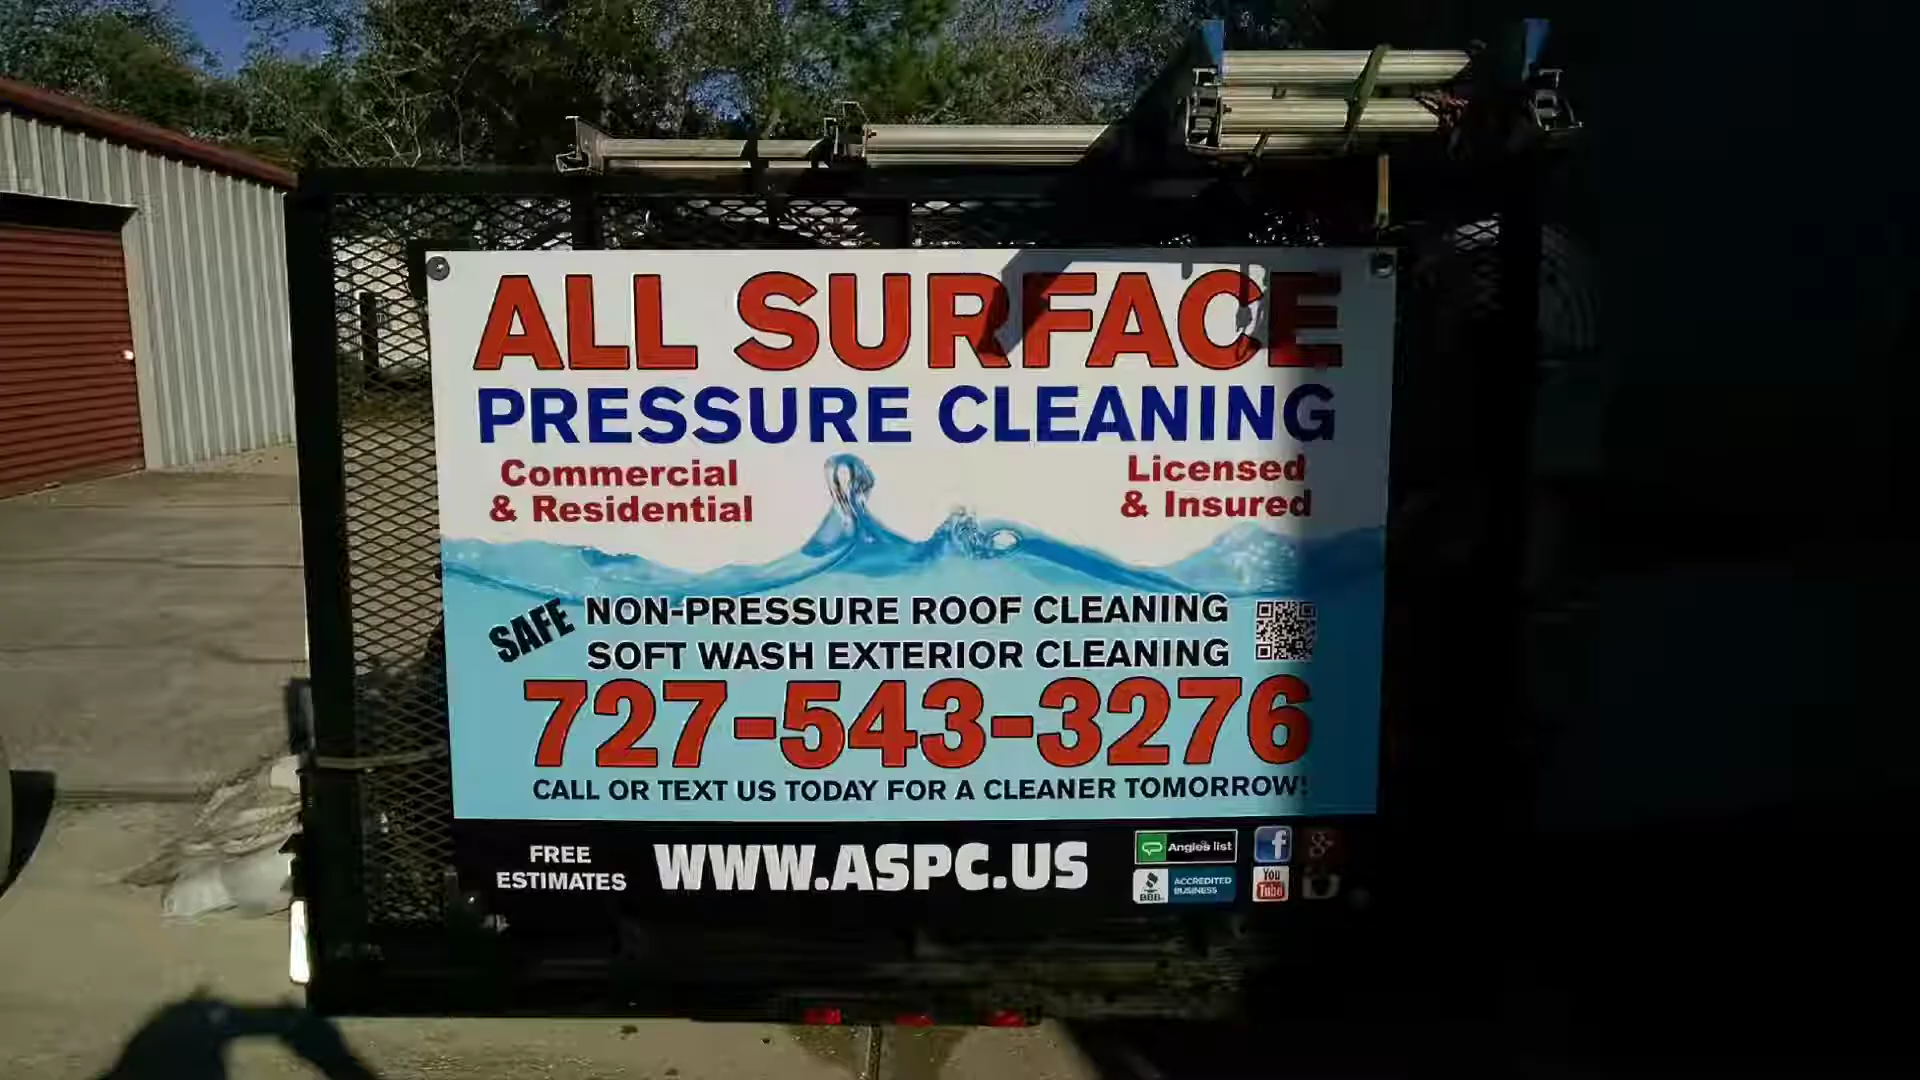 ALL SURFACE
PRESSURE CLEANING
Commercial
& Residential
Licensed
& Insured
SAFE
NON-PRESSURE ROOF CLEANING
SOFT WASH EXTERIOR CLEANING
727-543-3276
CALL OR TEXT US TODAY FOR A CLEANER TOMORROW!
FREE
ESTIMATES
WWW.ASPC.US
Angie's list
f
g+
BBB
ACCREDITED
BUSINESS
You
Tube